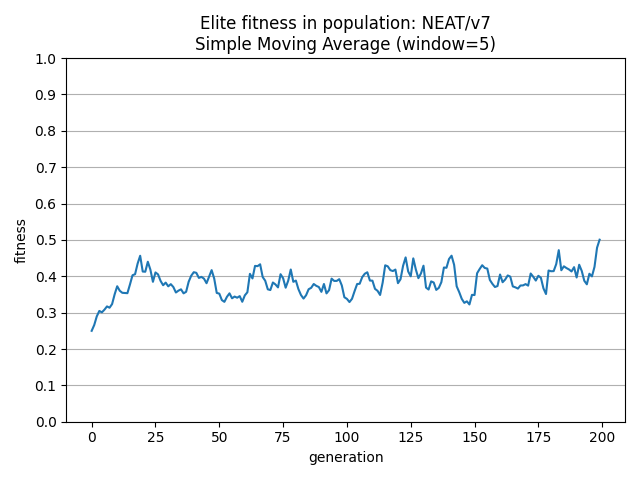 Elite fitness in population: NEAT/v7
Simple Moving Average (window=5)
1.0
0.9
0.8
0.7
0.6
0.5
0.4
0.3
0.2
0.1
0.0
fitness
0 25 50 75 100 125 150 175 200
generation